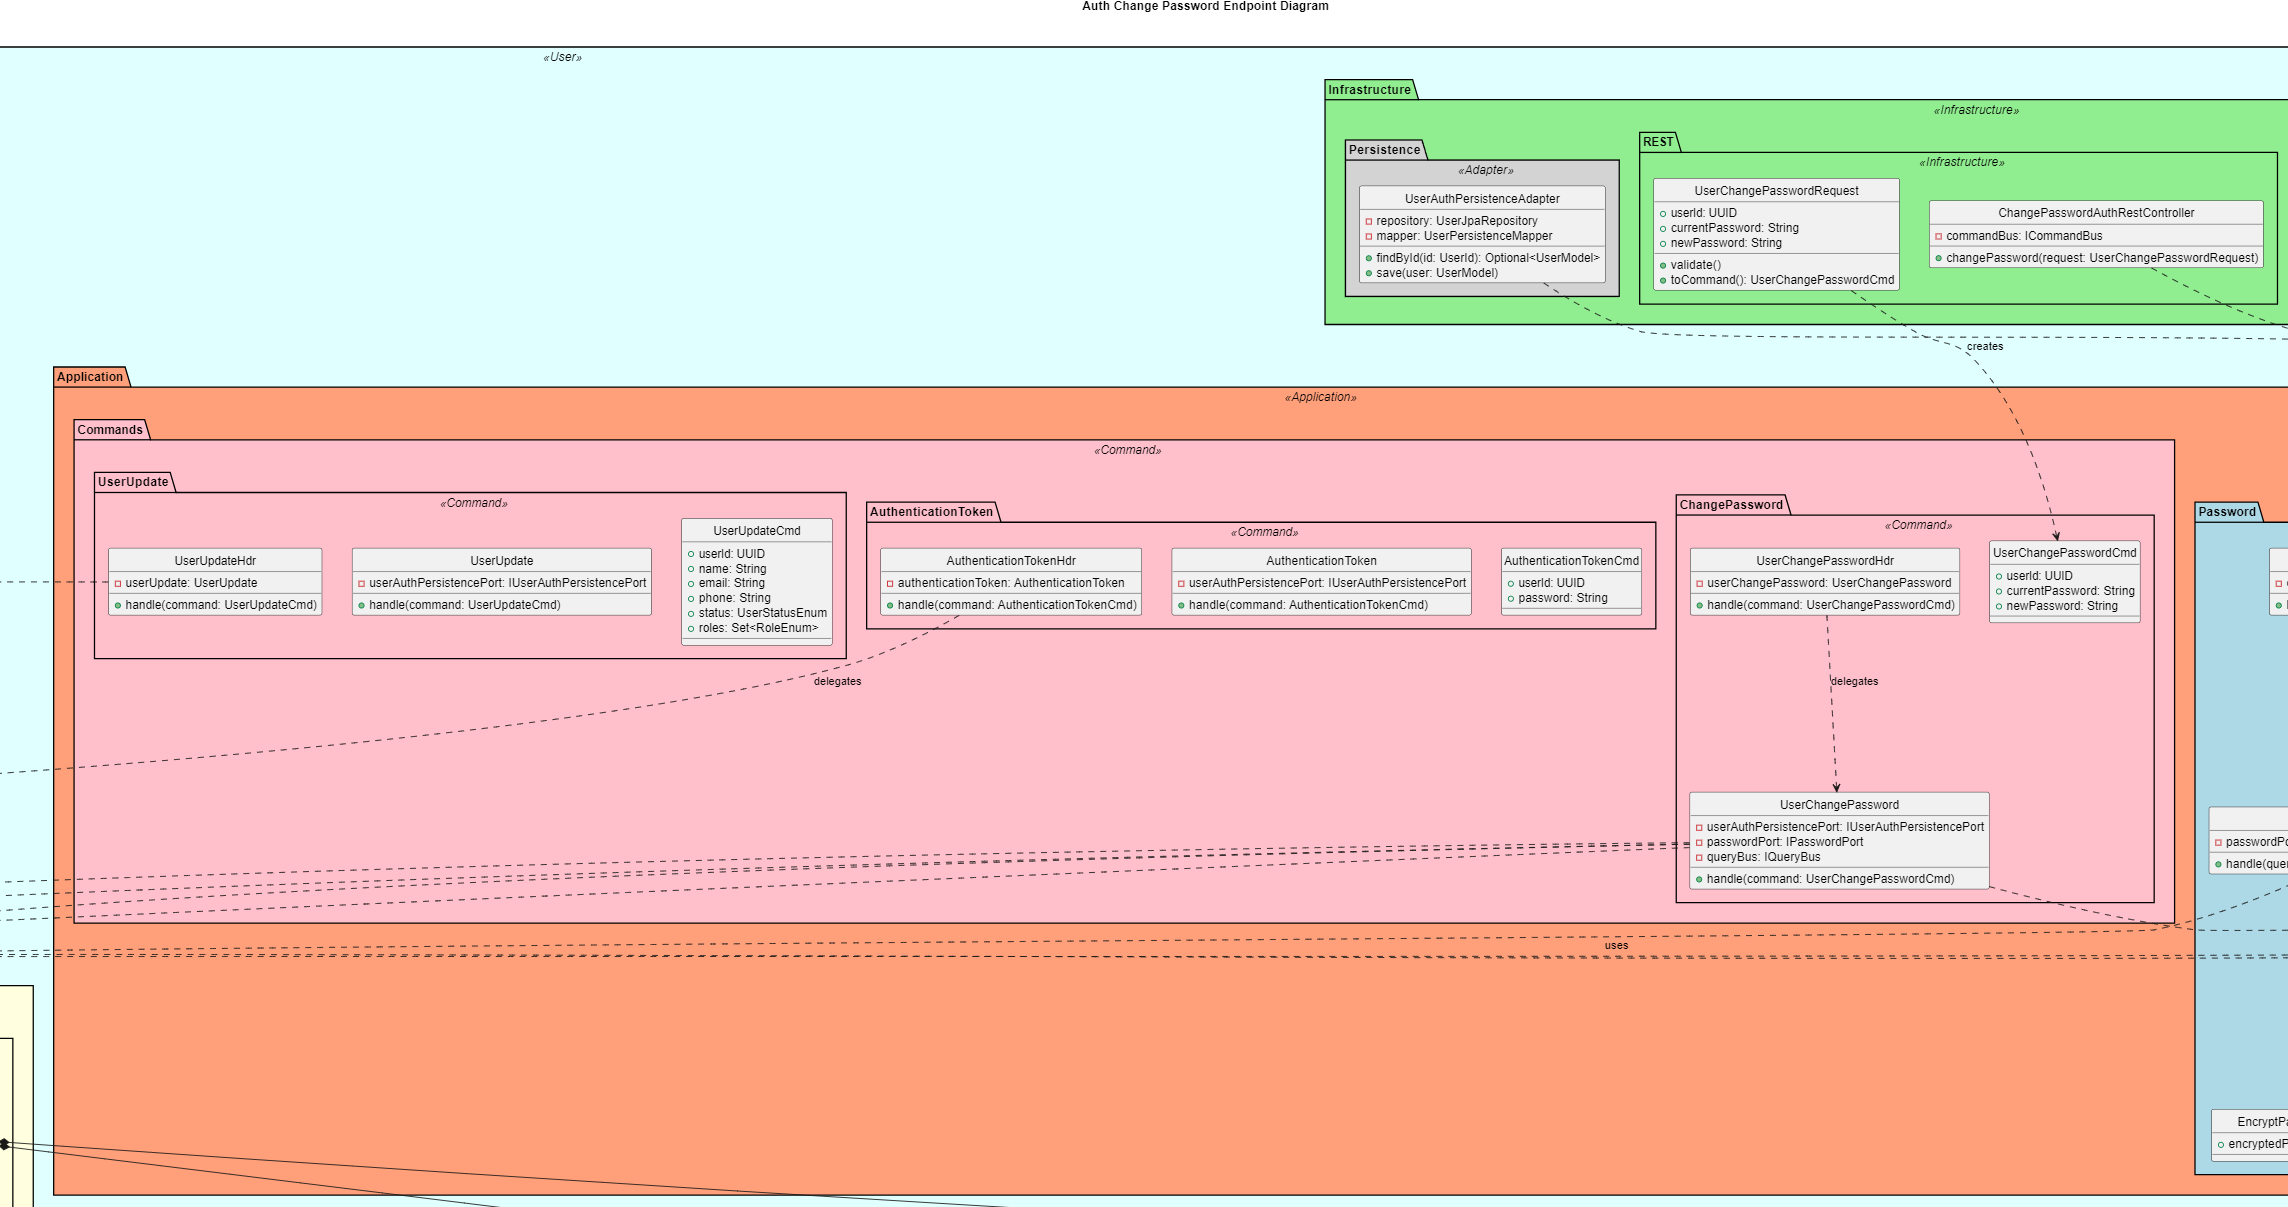 Auth Change Password Endpoint Diagram
«User»
Infrastructure
«Infrastructure»
Persistence
«Adapter»
UserAuthPersistenceAdapter
repository: UserJpaRepository
mapper: UserPersistenceMapper
findById(id: UserId): Optional<UserModel>
save(user: UserModel)
REST
«Infrastructure»
UserChangePasswordRequest
userId: UUID
currentPassword: String
newPassword: String
validate()
toCommand(): UserChangePasswordCmd
ChangePasswordAuthRestController
commandBus: ICommandBus
changePassword(request: UserChangePasswordRequest)
creates
Application
«Application»
Commands
«Command»
UserUpdate
«Command»
UserUpdateHdr
userUpdate: UserUpdate
handle(command: UserUpdateCmd)
UserUpdate
userAuthPersistencePort: IUserAuthPersistencePort
handle(command: UserUpdateCmd)
UserUpdateCmd
userId: UUID
name: String
email: String
phone: String
status: UserStatusEnum
roles: Set<RoleEnum>
AuthenticationToken
«Command»
AuthenticationTokenHdr
authenticationToken: AuthenticationToken
handle(command: AuthenticationTokenCmd)
AuthenticationToken
userAuthPersistencePort: IUserAuthPersistencePort
handle(command: AuthenticationTokenCmd)
AuthenticationTokenCmd
userId: UUID
password: String
ChangePassword
«Command»
UserChangePasswordHdr
userChangePassword: UserChangePassword
handle(command: UserChangePasswordCmd)
UserChangePasswordCmd
userId: UUID
currentPassword: String
newPassword: String
delegates
delegates
UserChangePassword
userAuthPersistencePort: IUserAuthPersistencePort
passwordPort: IPasswordPort
queryBus: IQueryBus
handle(command: UserChangePasswordCmd)
uses
Password
passwordPo
handle(quer
EncryptPa
encryptedP